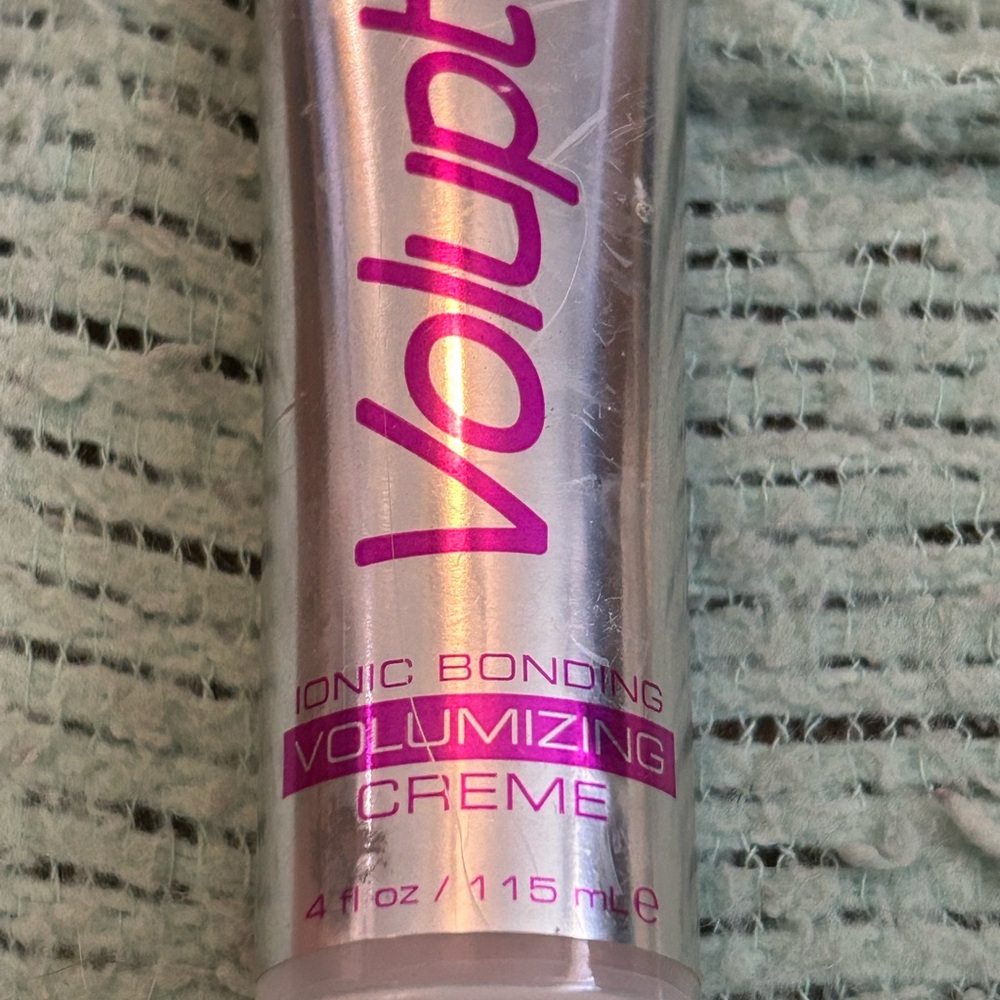 Volupt
IONIC BONDING
VOLUMIZING
CREME
4 fl oz / 115 mL ℮